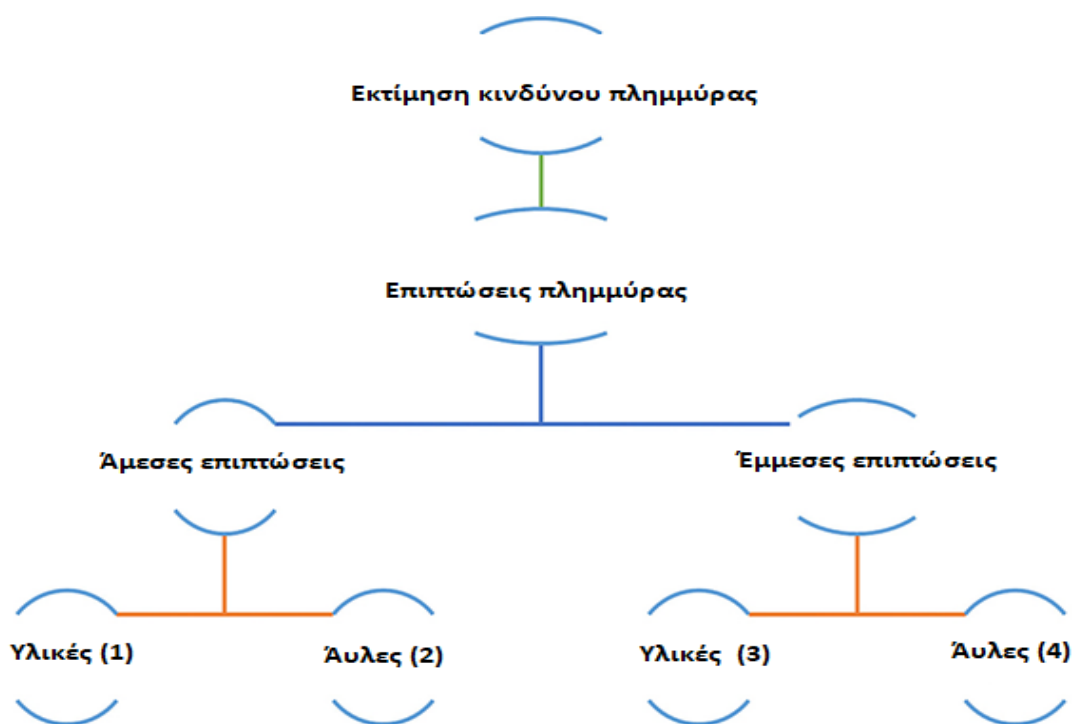 Εκτίμηση κινδύνου πλημμύρας
Επιπτώσεις πλημμύρας
Άμεσες επιπτώσεις
Έμμεσες επιπτώσεις
Υλικές (1)
Άυλες (2)
Υλικές (3)
Άυλες (4)